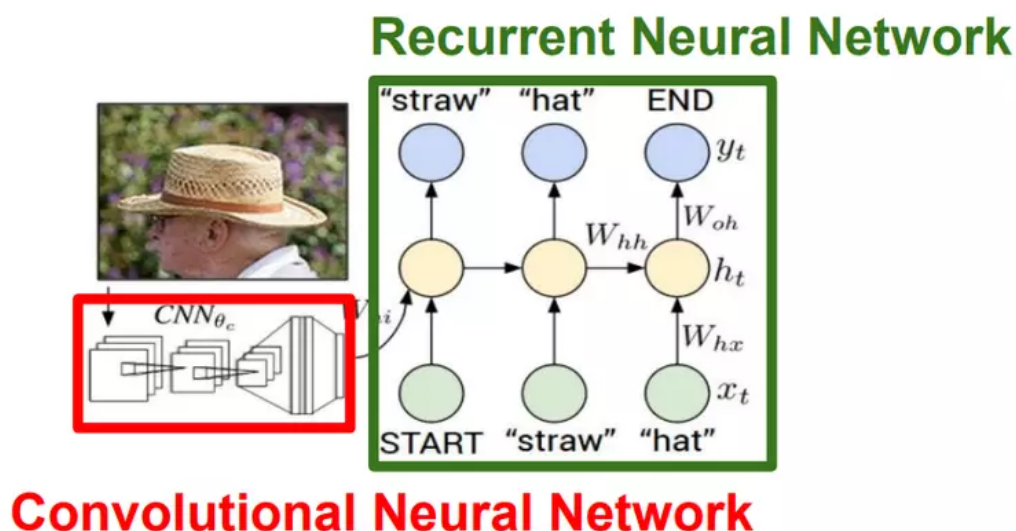 Recurrent Neural Network
“straw” “hat” END
y_t
W_oh
W_hh
h_t
CNN_θc
W_hi
W_hx
x_t
START “straw” “hat”
Convolutional Neural Network